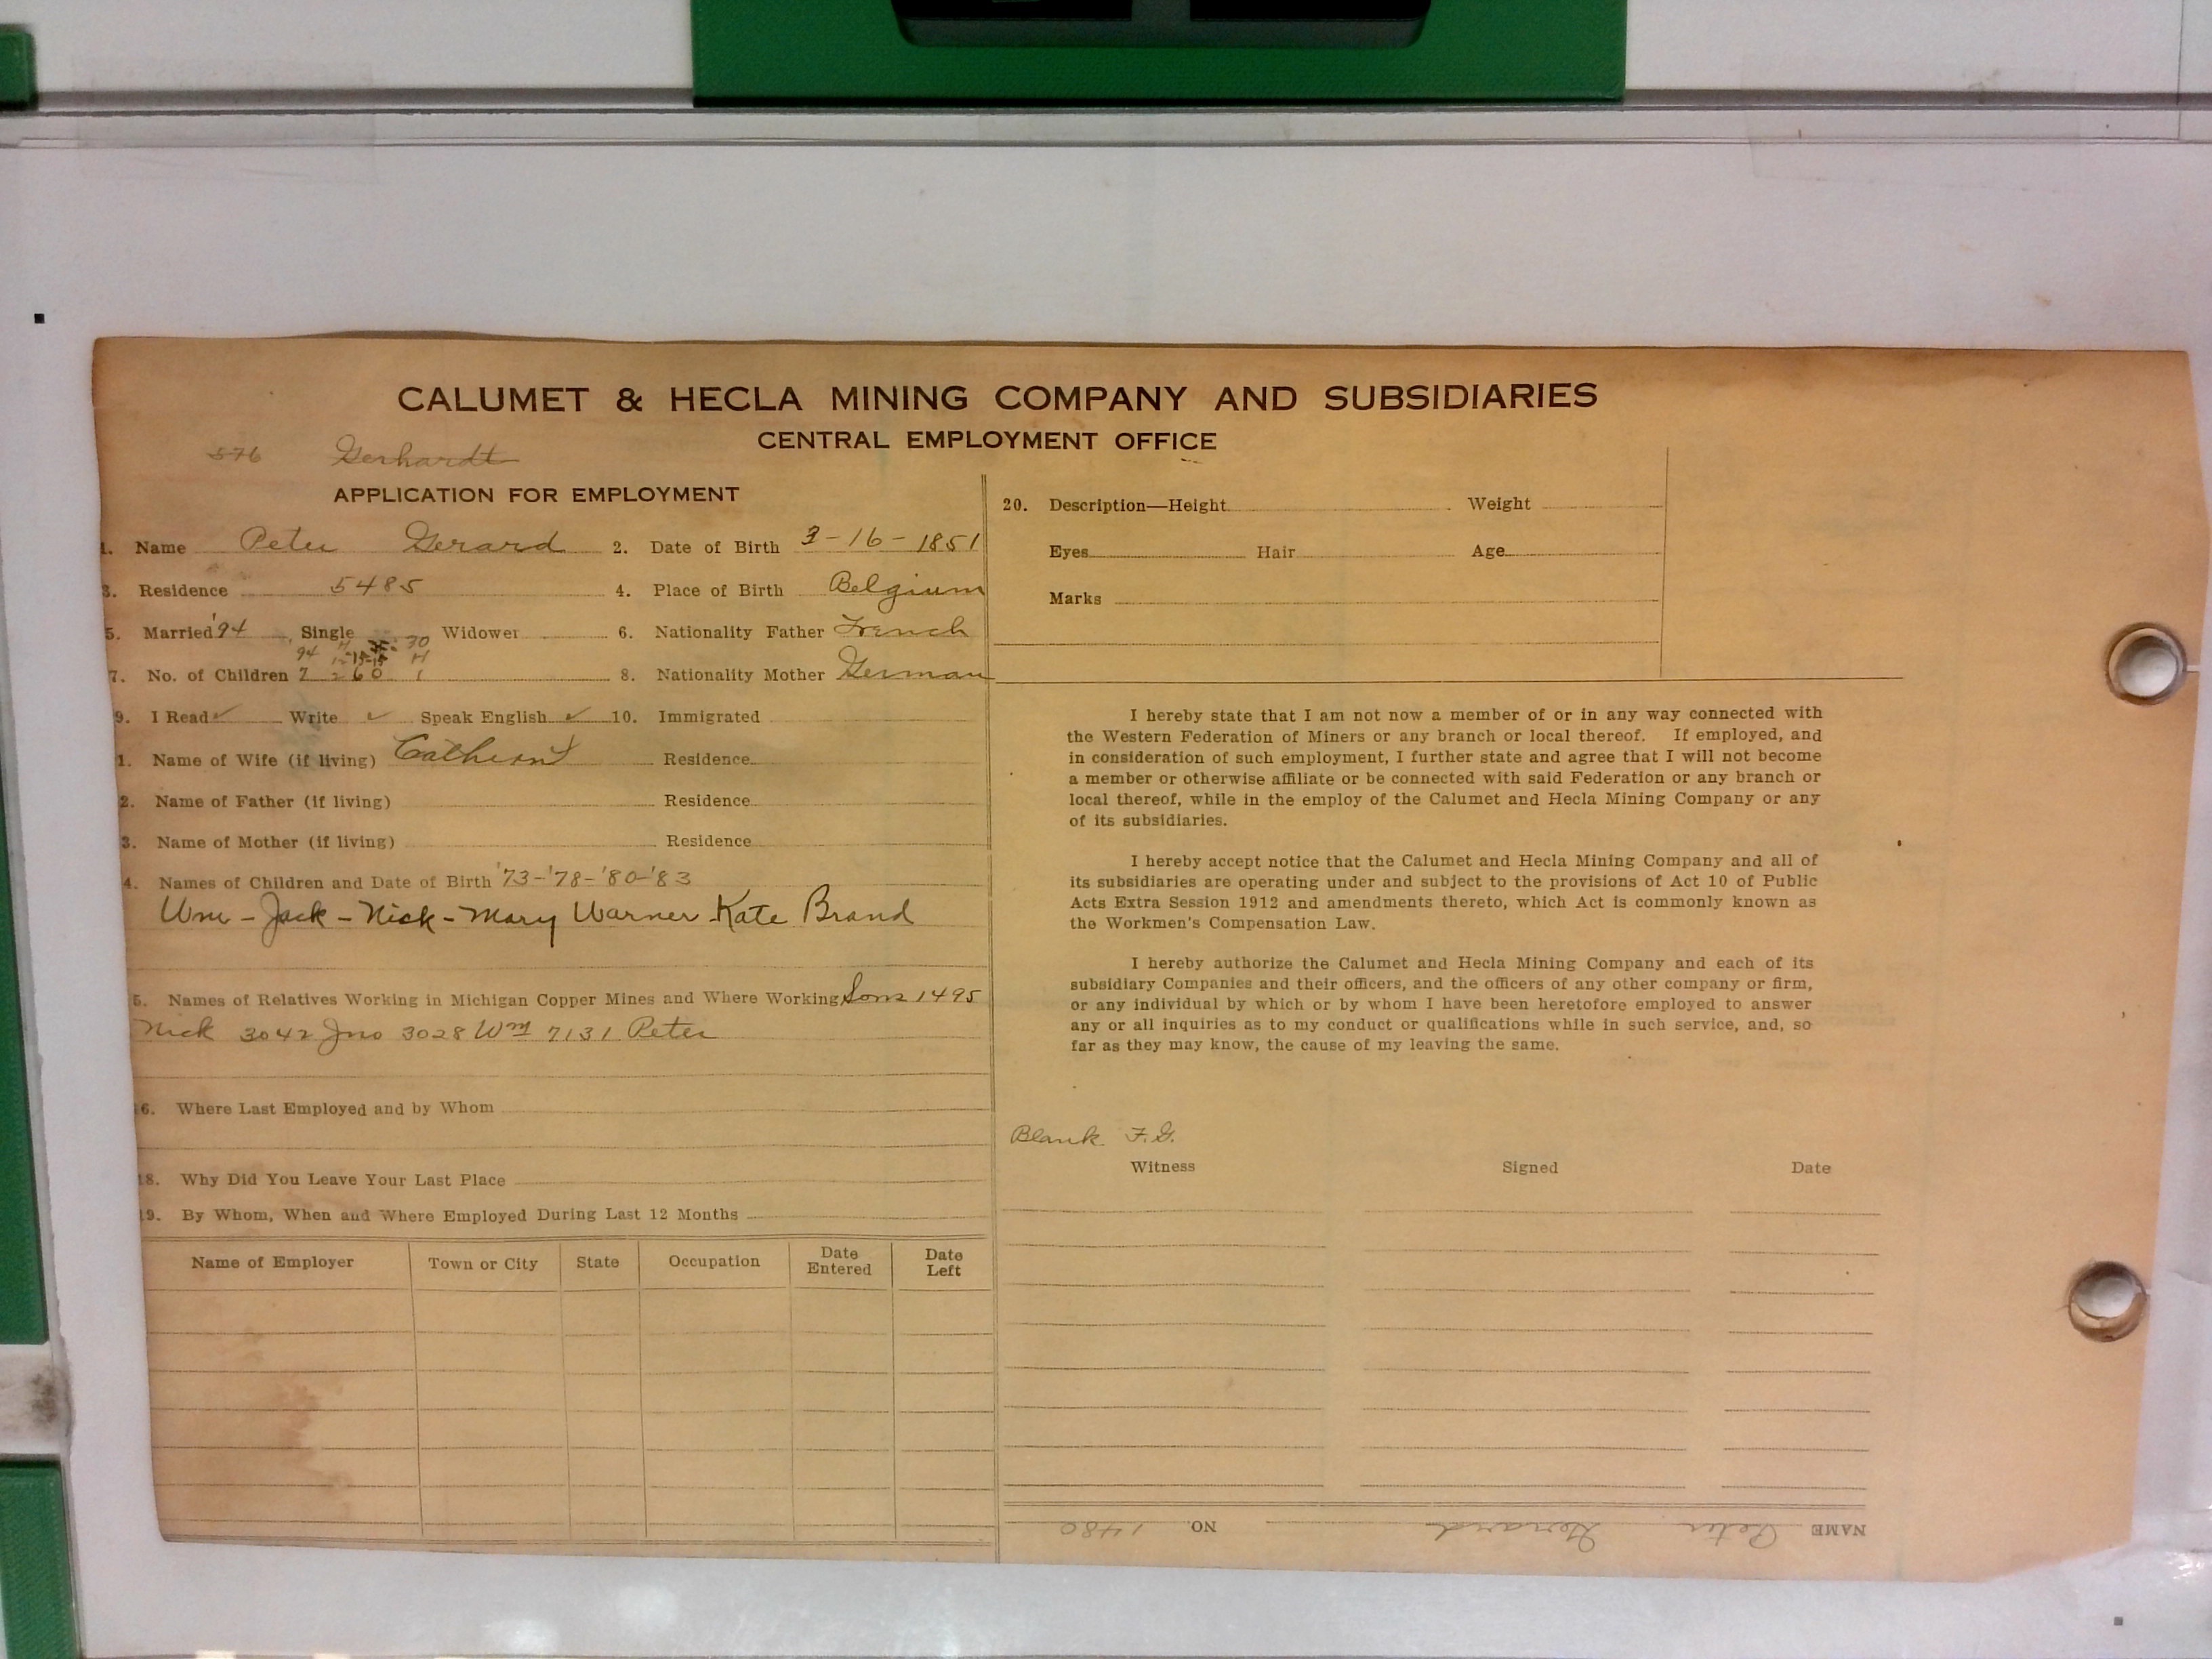 CALUMET & HECLA MINING COMPANY AND SUBSIDIARIES
CENTRAL EMPLOYMENT OFFICE
576 Gerhardt
APPLICATION FOR EMPLOYMENT
1. Name Peter Gerard 2. Date of Birth 3-16-1851
3. Residence 5485 4. Place of Birth Belgium
5. Married '94 Single Widower 6. Nationality Father French
94 30
7. No. of Children 7 8. Nationality Mother German
9. I Read ✓ Write ✓ Speak English ✓ 10. Immigrated
1. Name of Wife (if living) Residence
2. Name of Father (if living) Residence
3. Name of Mother (if living) Residence
4. Names of Children and Date of Birth '73-'78-'80-'83
Wm - Jack - Nick - Mary Warner Kate Brand
5. Names of Relatives Working in Michigan Copper Mines and Where Working Sons 1495
Nick 3042 Jno 3028 Wm 7131 Peter
16. Where Last Employed and by Whom
18. Why Did You Leave Your Last Place
19. By Whom, When and Where Employed During Last 12 Months
Name of Employer Town or City State Occupation Date Entered Date Left
20. Description—Height Weight
Eyes Hair Age
Marks
I hereby state that I am not now a member of or in any way connected with
the Western Federation of Miners or any branch or local thereof. If employed, and
in consideration of such employment, I further state and agree that I will not become
a member or otherwise affiliate or be connected with said Federation or any branch or
local thereof, while in the employ of the Calumet and Hecla Mining Company or any
of its subsidiaries.
I hereby accept notice that the Calumet and Hecla Mining Company and all of
its subsidiaries are operating under and subject to the provisions of Act 10 of Public
Acts Extra Session 1912 and amendments thereto, which Act is commonly known as
the Workmen's Compensation Law.
I hereby authorize the Calumet and Hecla Mining Company and each of its
subsidiary Companies and their officers, and the officers of any other company or firm,
or any individual by which or by whom I have been heretofore employed to answer
any or all inquiries as to my conduct or qualifications while in such service, and, so
far as they may know, the cause of my leaving the same.
Blank F.G.
Witness Signed Date
NAME Peter Gerard NO. 1480